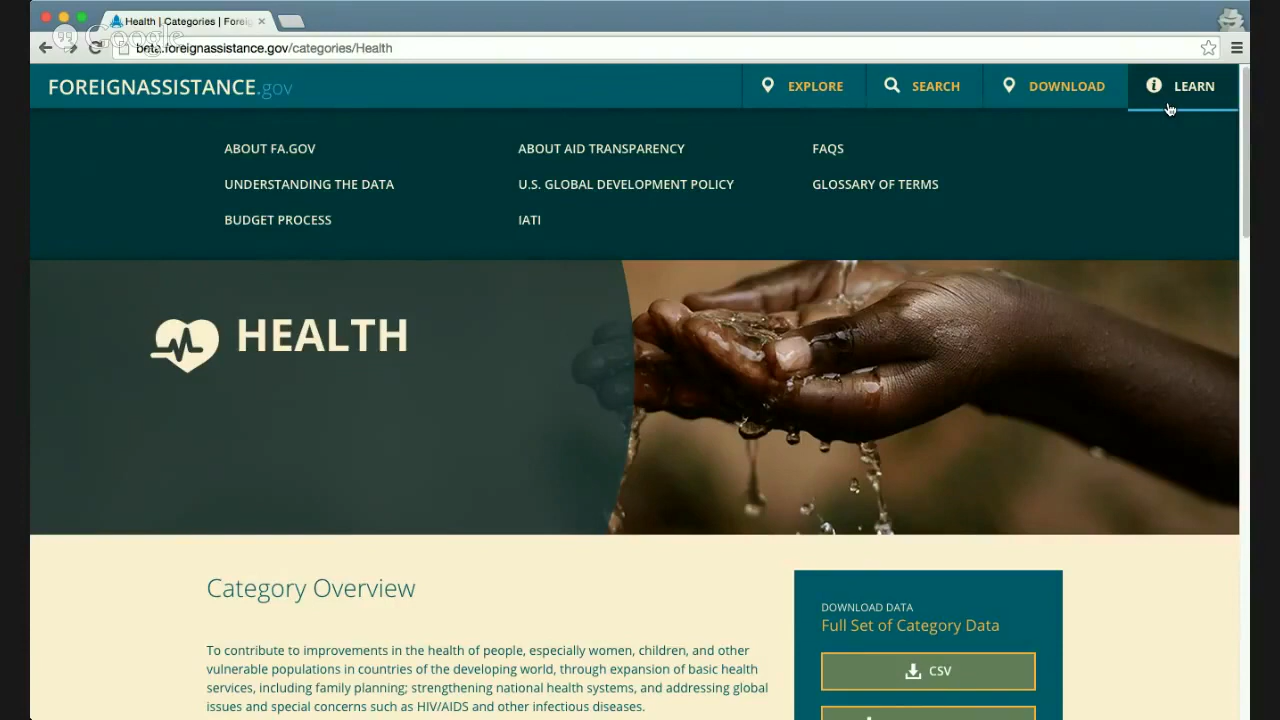 Health | Categories | Foreig
Google
beta.foreignassistance.gov/categories/Health
FOREIGNASSISTANCE.gov
EXPLORE
SEARCH
DOWNLOAD
LEARN
ABOUT FA.GOV
ABOUT AID TRANSPARENCY
FAQS
UNDERSTANDING THE DATA
U.S. GLOBAL DEVELOPMENT POLICY
GLOSSARY OF TERMS
BUDGET PROCESS
IATI
HEALTH
Category Overview
To contribute to improvements in the health of people, especially women, children, and other
vulnerable populations in countries of the developing world, through expansion of basic health
services, including family planning; strengthening national health systems, and addressing global
issues and special concerns such as HIV/AIDS and other infectious diseases.
DOWNLOAD DATA
Full Set of Category Data
CSV